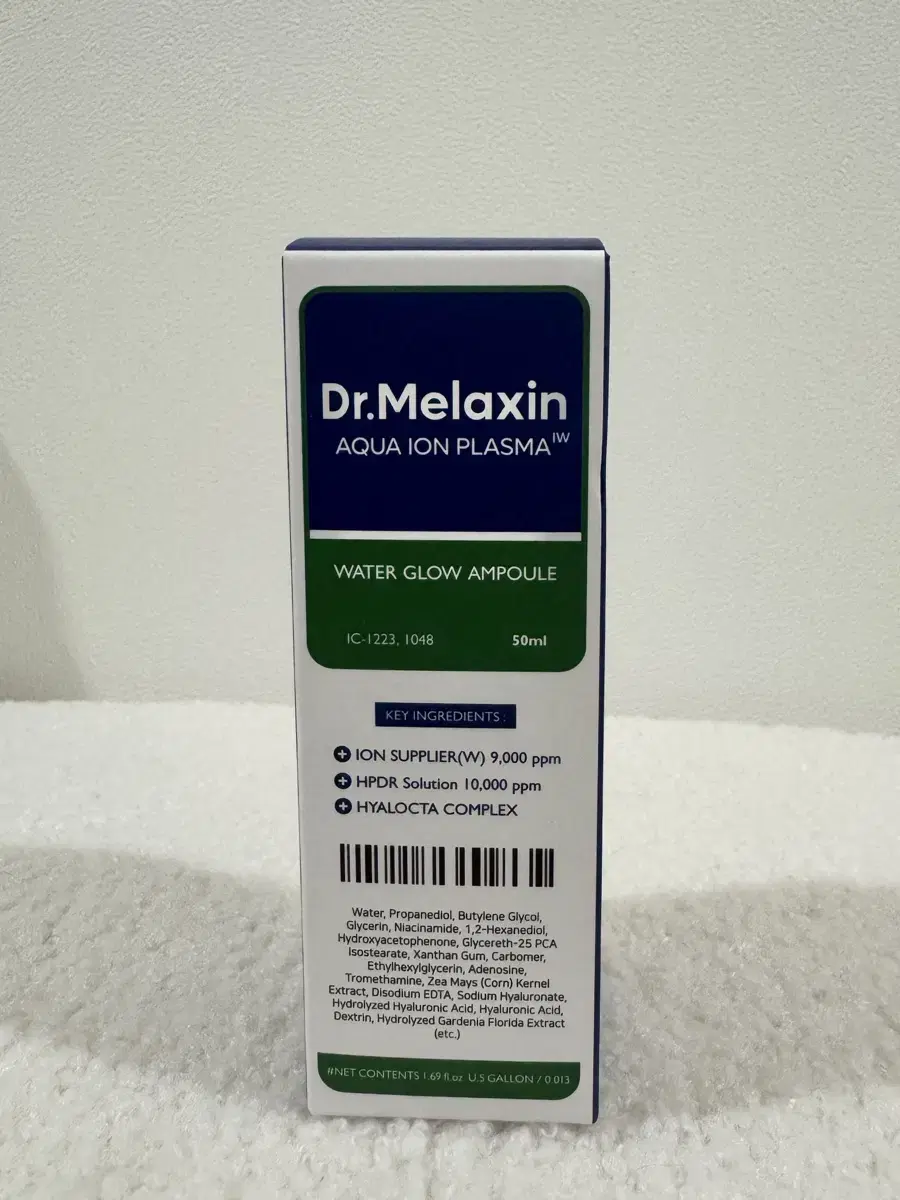 Dr.Melaxin
AQUA ION PLASMA IW
WATER GLOW AMPOULE
IC-1223, 1048 50ml
KEY INGREDIENTS :
ION SUPPLIER(W) 9,000 ppm
HPDR Solution 10,000 ppm
HYALOCTA COMPLEX
Water, Propanediol, Butylene Glycol,
Glycerin, Niacinamide, 1,2-Hexanediol,
Hydroxyacetophenone, Glycereth-25 PCA
Isostearate, Xanthan Gum, Carbomer,
Ethylhexylglycerin, Adenosine,
Tromethamine, Zea Mays (Corn) Kernel
Extract, Disodium EDTA, Sodium Hyaluronate,
Hydrolyzed Hyaluronic Acid, Hyaluronic Acid,
Dextrin, Hydrolyzed Gardenia Florida Extract
(etc.)
#NET CONTENTS 1.69 fl.oz. U.S GALLON / 0.013